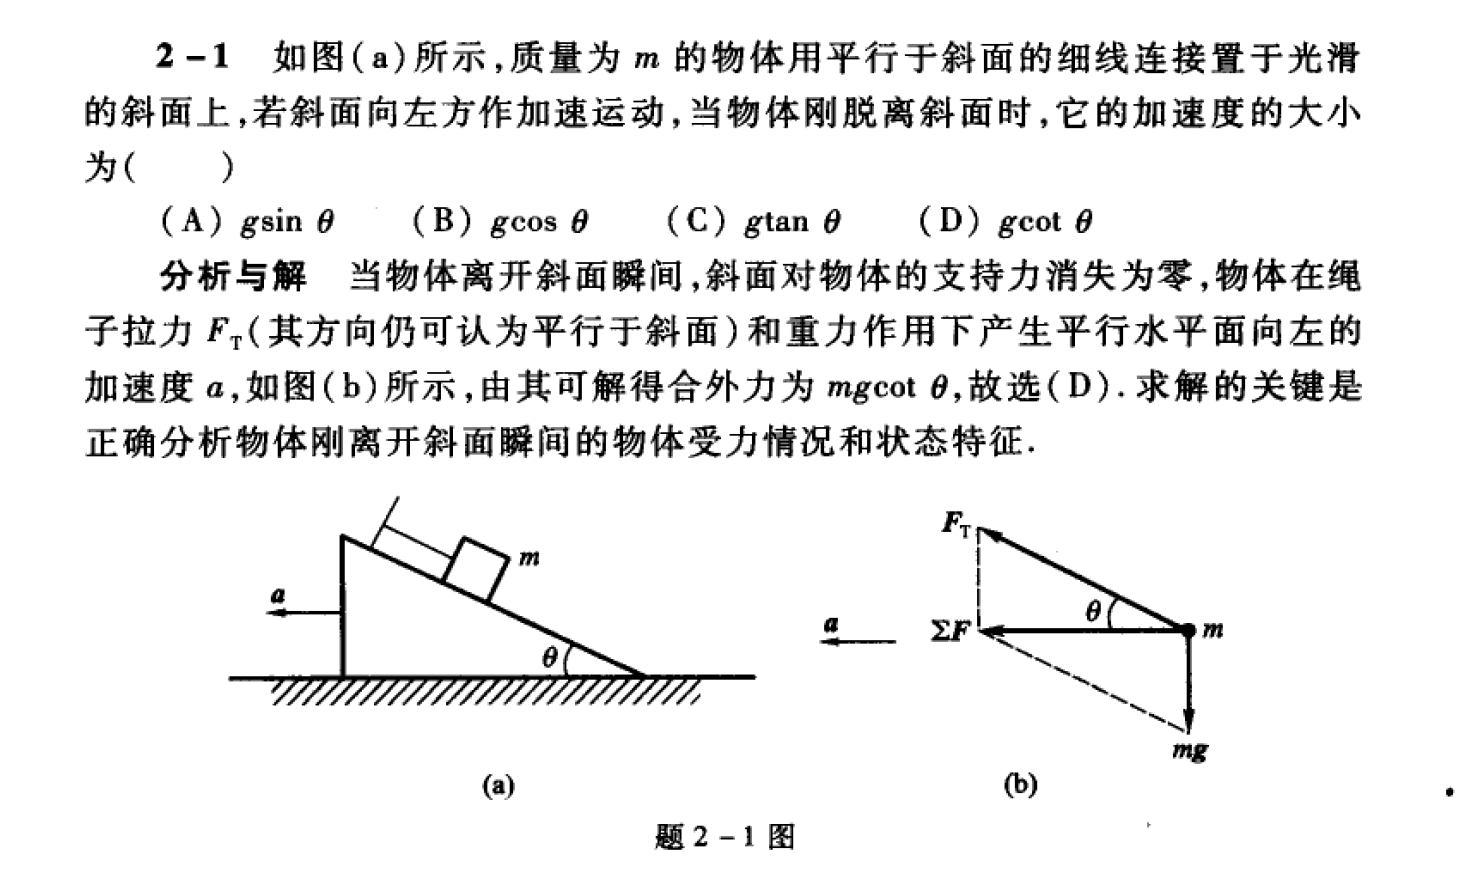 2-1 如图(a)所示,质量为 m 的物体用平行于斜面的细线连接置于光滑
的斜面上,若斜面向左方作加速运动,当物体刚脱离斜面时,它的加速度的大小
为( )
(A) gsin θ (B) gcos θ (C) gtan θ (D) gcot θ
分析与解 当物体离开斜面瞬间,斜面对物体的支持力消失为零,物体在绳
子拉力 F_T(其方向仍可认为平行于斜面)和重力作用下产生平行水平面向左的
加速度 a,如图(b)所示,由其可解得合外力为 mgcot θ,故选(D).求解的关键是
正确分析物体刚离开斜面瞬间的物体受力情况和状态特征.
m
a
θ
(a)
F_T
θ
a
ΣF
m
mg
(b)
题 2-1 图